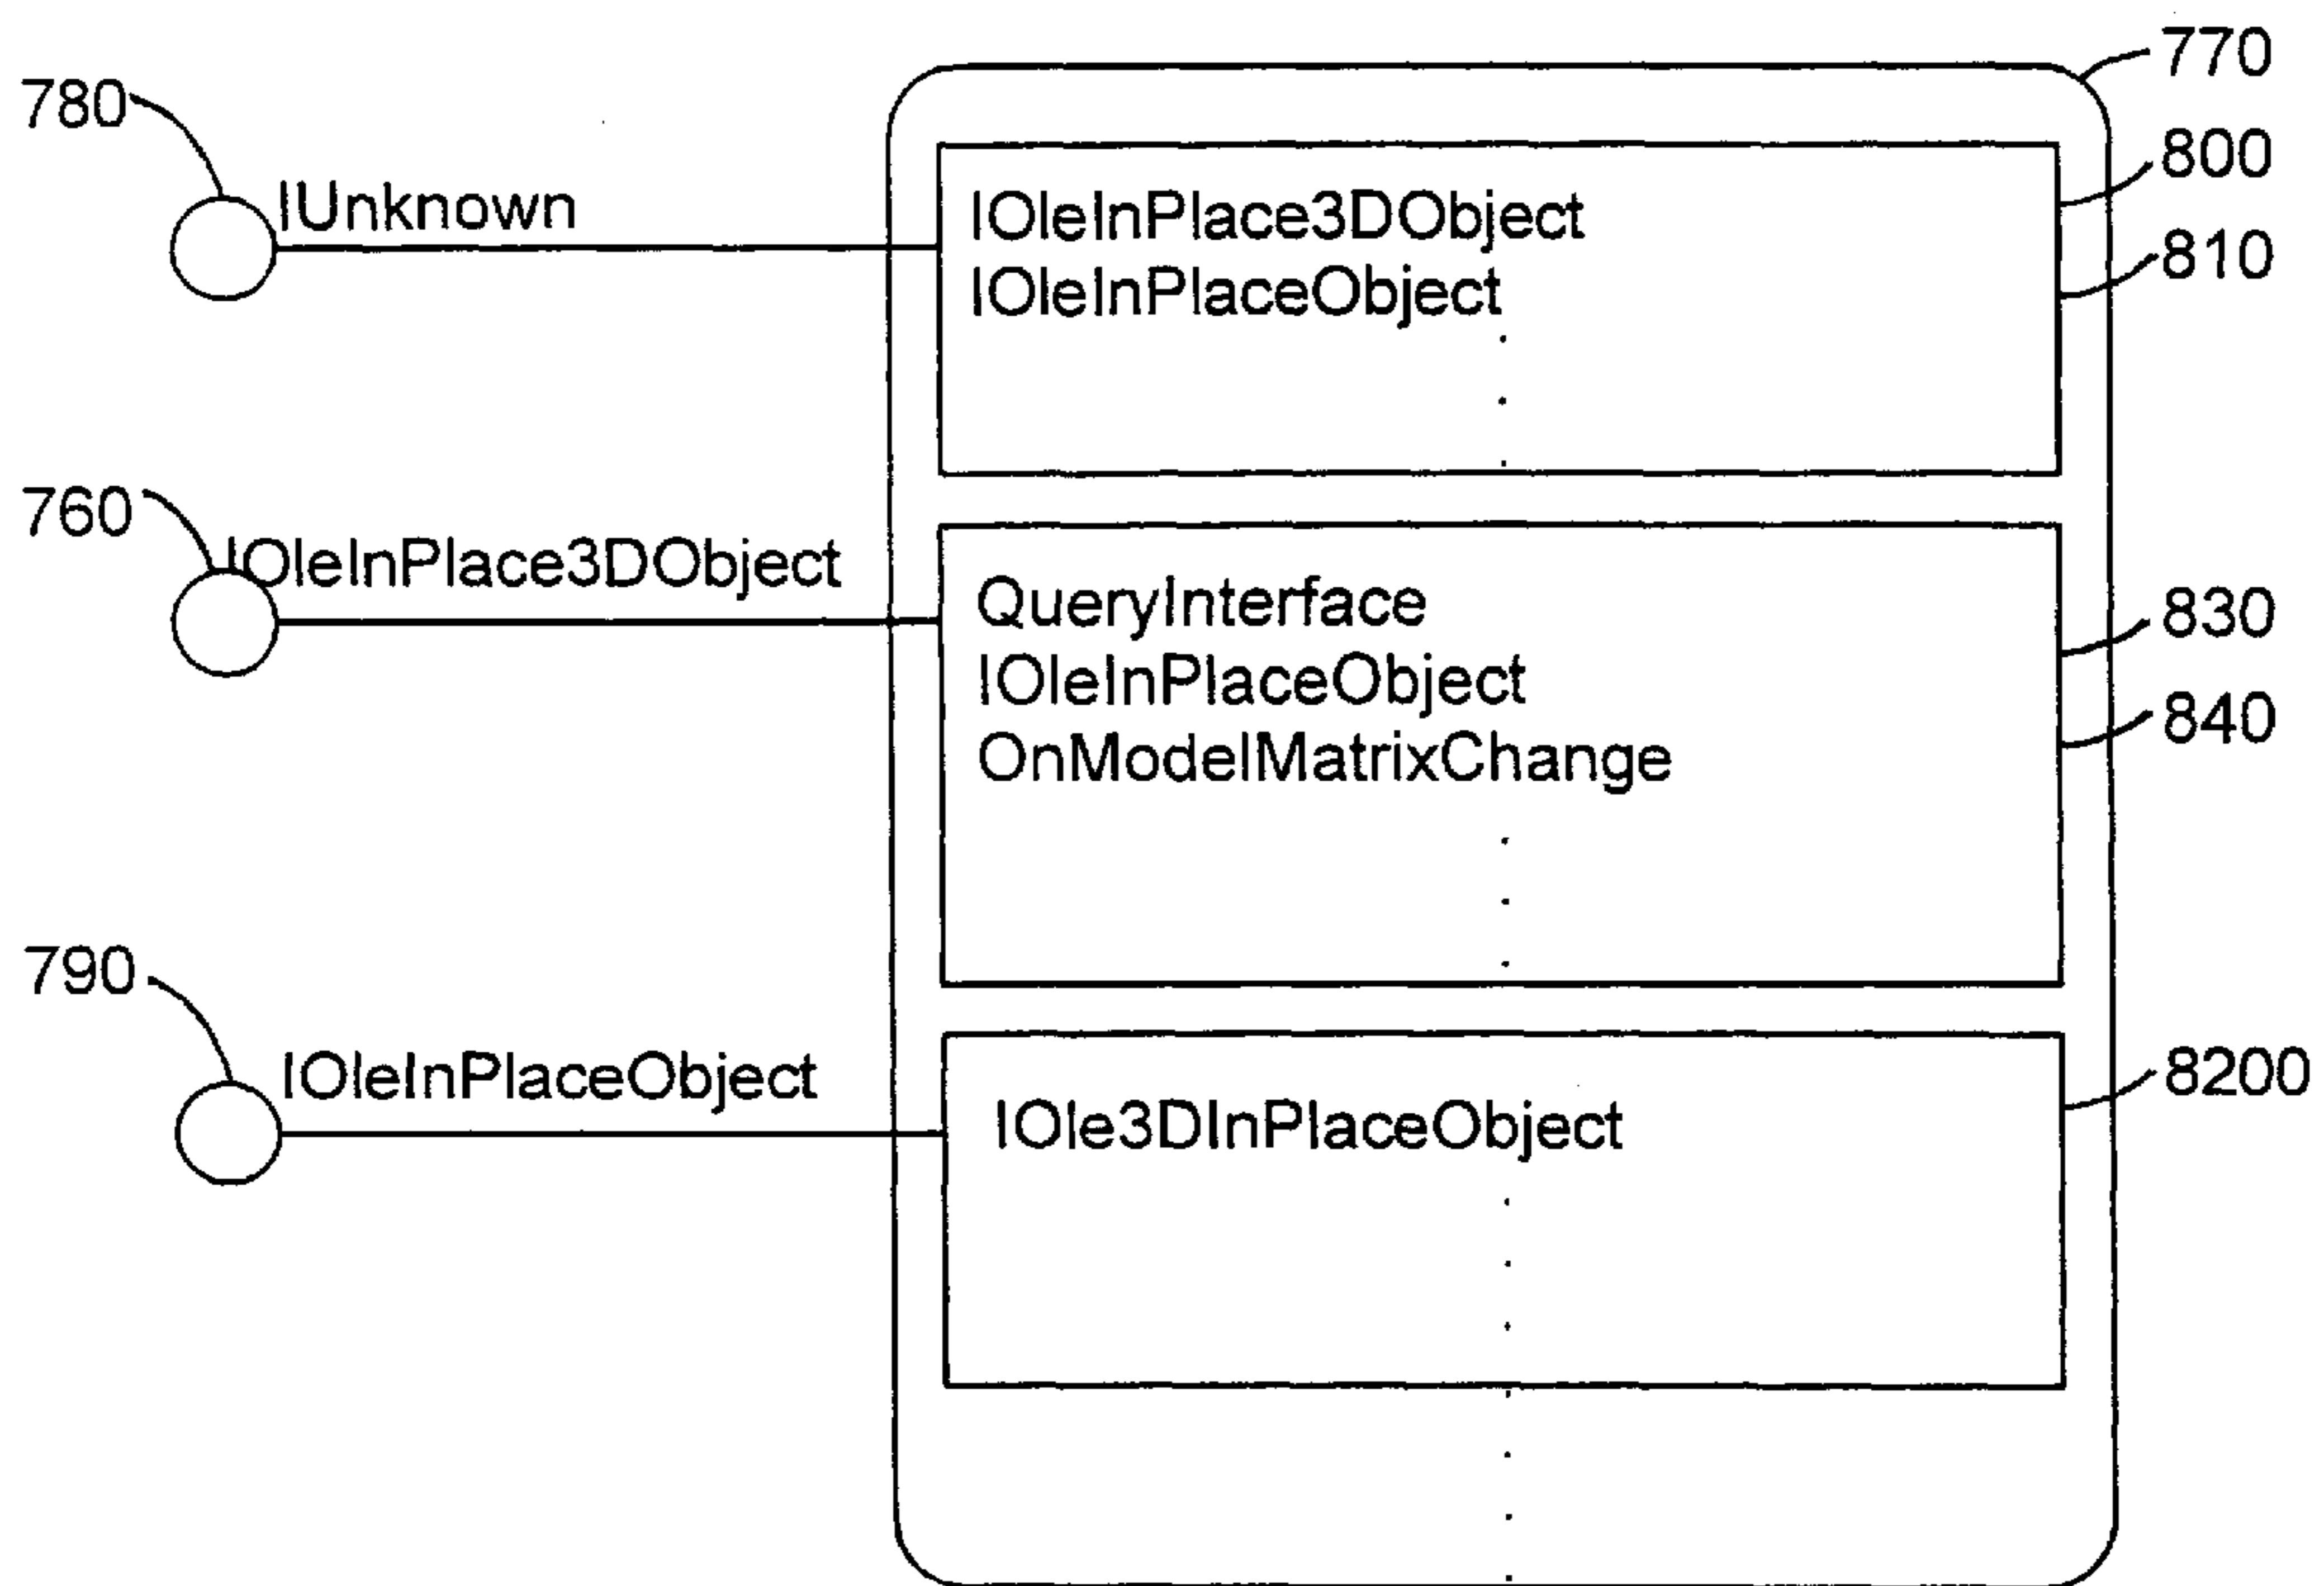 770
780
800
IUnknown
IOleInPlace3DObject
810
IOleInPlaceObject
760
IOleInPlace3DObject
QueryInterface
830
IOleInPlaceObject
840
OnModelMatrixChange
790
IOleInPlaceObject
8200
IOle3DInPlaceObject